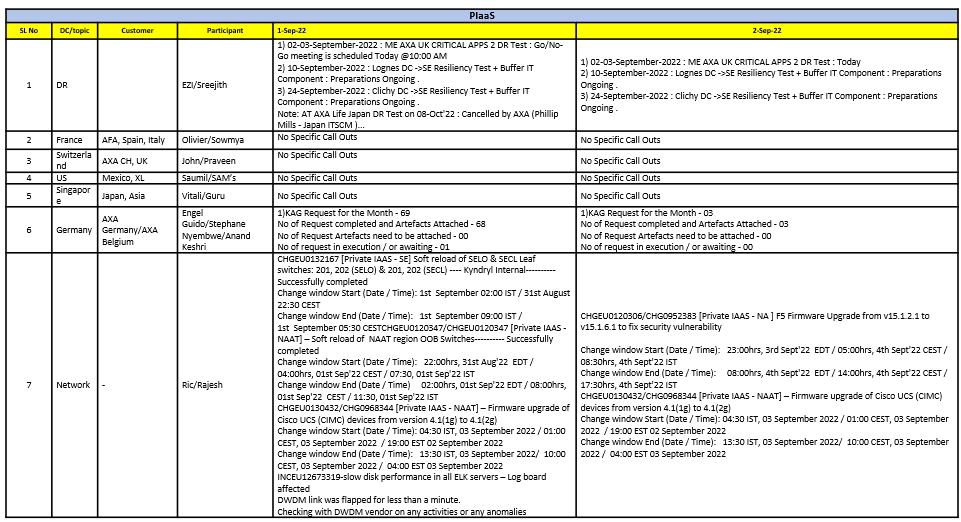 PIaaS
SL No DC/topic Customer Participant 1-Sep-22 2-Sep-22
1 DR EZI/Sreejith
1) 02-03-September-2022 : ME AXA UK CRITICAL APPS 2 DR Test : Go/No-
Go meeting is scheduled Today @10:00 AM
2) 10-September-2022 : Lognes DC ->SE Resiliency Test + Buffer IT
Component : Preparations Ongoing .
3) 24-September-2022 : Clichy DC ->SE Resiliency Test + Buffer IT
Component : Preparations Ongoing .
Note: AT AXA Life Japan DR Test on 08-Oct'22 : Cancelled by AXA (Phillip
Mills - Japan ITSCM )...
1) 02-03-September-2022 : ME AXA UK CRITICAL APPS 2 DR Test : Today
2) 10-September-2022 : Lognes DC ->SE Resiliency Test + Buffer IT Component : Preparations
Ongoing .
3) 24-September-2022 : Clichy DC ->SE Resiliency Test + Buffer IT Component : Preparations
Ongoing .
2 France AFA, Spain, Italy Olivier/Sowmya No Specific Call Outs No Specific Call Outs
3 Switzerla
nd AXA CH, UK John/Praveen No Specific Call Outs No Specific Call Outs
4 US Mexico, XL Saumil/SAM's No Specific Call Outs No Specific Call Outs
5 Singapor
e Japan, Asia Vitali/Guru No Specific Call Outs No Specific Call Outs
6 Germany
AXA
Germany/AXA
Belgium
Engel
Guido/Stephane
Nyembwe/Anand
Keshri
1)KAG Request for the Month - 69
No of Request completed and Artefacts Attached - 68
No of Request Artefacts need to be attached - 00
No of request in execution / or awaiting - 01
1)KAG Request for the Month - 03
No of Request completed and Artefacts Attached - 03
No of Request Artefacts need to be attached - 00
No of request in execution / or awaiting - 00
7 Network - Ric/Rajesh
CHGEU0132167 [Private IAAS - SE] Soft reload of SELO & SECL Leaf
switches: 201, 202 (SELO) & 201, 202 (SECL) ---- Kyndryl Internal----------
Successfully completed
Change window Start (Date / Time): 1st September 02:00 IST / 31st August
22:30 CEST
Change window End (Date / Time): 1st September 09:00 IST /
1st September 05:30 CESTCHGEU0120347/CHGEU0120347 [Private IAAS -
NAAT] – Soft reload of NAAT region OOB Switches---------- Successfully
completed
Change window Start (Date / Time): 22:00hrs, 31st Aug'22 EDT /
04:00hrs, 01st Sep'22 CEST / 07:30, 01st Sep'22 IST
Change window End (Date / Time) 02:00hrs, 01st Sep'22 EDT / 08:00hrs,
01st Sep'22 CEST / 11:30, 01st Sep'22 IST
CHGEU0130432/CHG0968344 [Private IAAS - NAAT] – Firmware upgrade of
Cisco UCS (CIMC) devices from version 4.1(1g) to 4.1(2g)
Change window Start (Date / Time): 04:30 IST, 03 September 2022 / 01:00
CEST, 03 September 2022 / 19:00 EST 02 September 2022
Change window End (Date / Time): 13:30 IST, 03 September 2022/ 10:00
CEST, 03 September 2022 / 04:00 EST 03 September 2022
INCEU12673319-slow disk performance in all ELK servers – Log board
affected
DWDM link was flapped for less than a minute.
Checking with DWDM vendor on any activities or any anomalies
CHGEU0120306/CHG0952383 [Private IAAS - NA ] F5 Firmware Upgrade from v15.1.2.1 to
v15.1.6.1 to fix security vulnerability
Change window Start (Date / Time): 23:00hrs, 3rd Sept'22 EDT / 05:00hrs, 4th Sept'22 CEST /
08:30hrs, 4th Sept'22 IST
Change window End (Date / Time): 08:00hrs, 4th Sept'22 EDT / 14:00hrs, 4th Sept'22 CEST /
17:30hrs, 4th Sept'22 IST
CHGEU0130432/CHG0968344 [Private IAAS - NAAT] – Firmware upgrade of Cisco UCS (CIMC)
devices from version 4.1(1g) to 4.1(2g)
Change window Start (Date / Time): 04:30 IST, 03 September 2022 / 01:00 CEST, 03 September
2022 / 19:00 EST 02 September 2022
Change window End (Date / Time): 13:30 IST, 03 September 2022/ 10:00 CEST, 03 September
2022 / 04:00 EST 03 September 2022